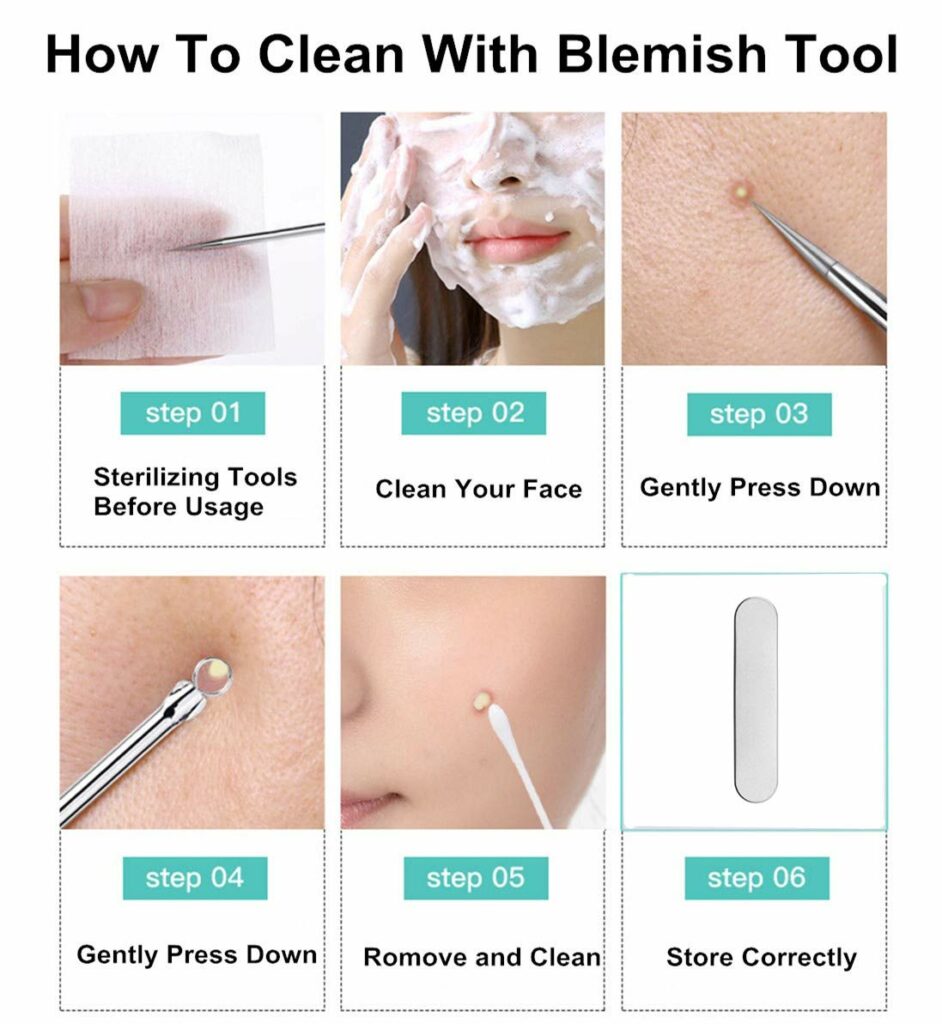 How To Clean With Blemish Tool
step 01
Sterilizing Tools
Before Usage
step 02
Clean Your Face
step 03
Gently Press Down
step 04
Gently Press Down
step 05
Romove and Clean
step 06
Store Correctly